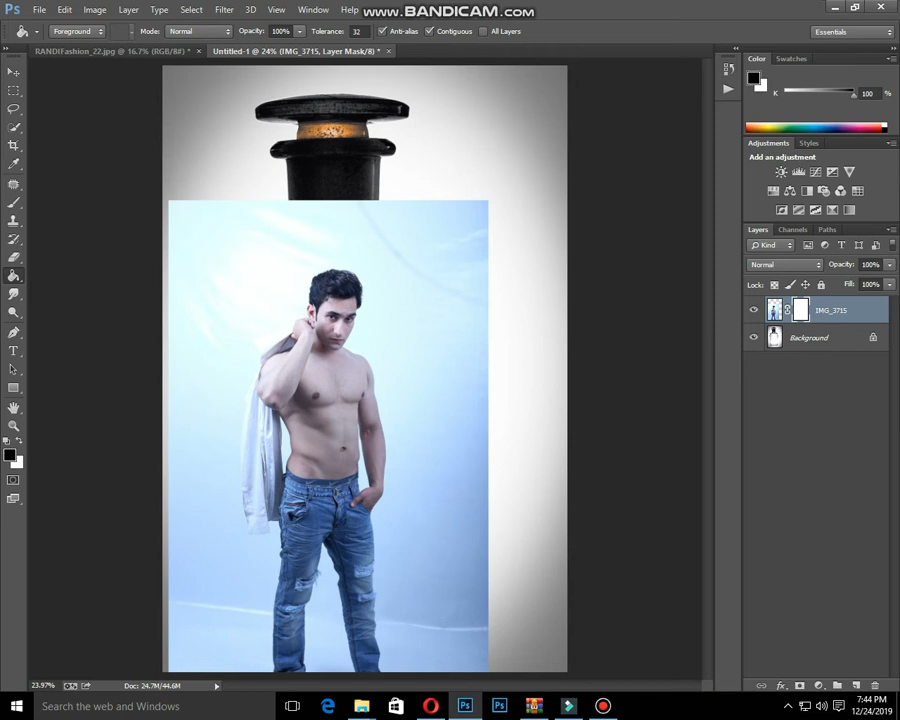 Ps File Edit Image Layer Type Select Filter 3D View Window Help
www.BANDICAM.com
Foreground Mode: Normal Opacity: 100% Tolerance: 32 Anti-alias Contiguous All Layers Essentials
RANDIFashion_22.jpg @ 16.7% (RGB/8#) * × Untitled-1 @ 24% (IMG_3715, Layer Mask/8) * ×
Color Swatches
K 100 %
Adjustments Styles
Add an adjustment
Layers Channels Paths
Kind
Normal Opacity: 100%
Lock: Fill: 100%
IMG_3715
Background
23.97% Doc: 24.7M/44.6M
Search the web and Windows
7:44 PM
12/24/2019